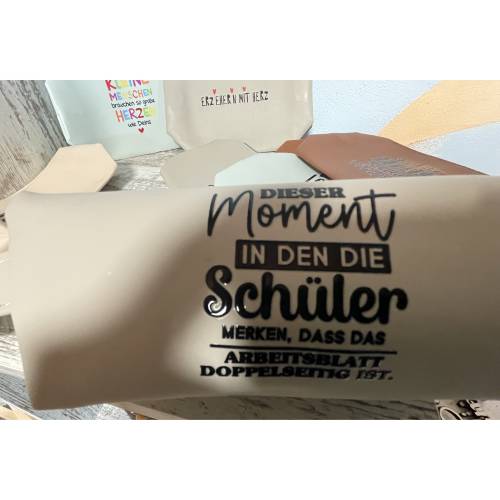 KLEINE
MENSCHEN
brauchen so große
HERZEN
wie Deins
ERZIEHERIN MIT HERZ
DIESER
Moment
IN DEN DIE
Schüler
MERKEN, DASS DAS
ARBEITSBLATT
DOPPELSEITIG IST.